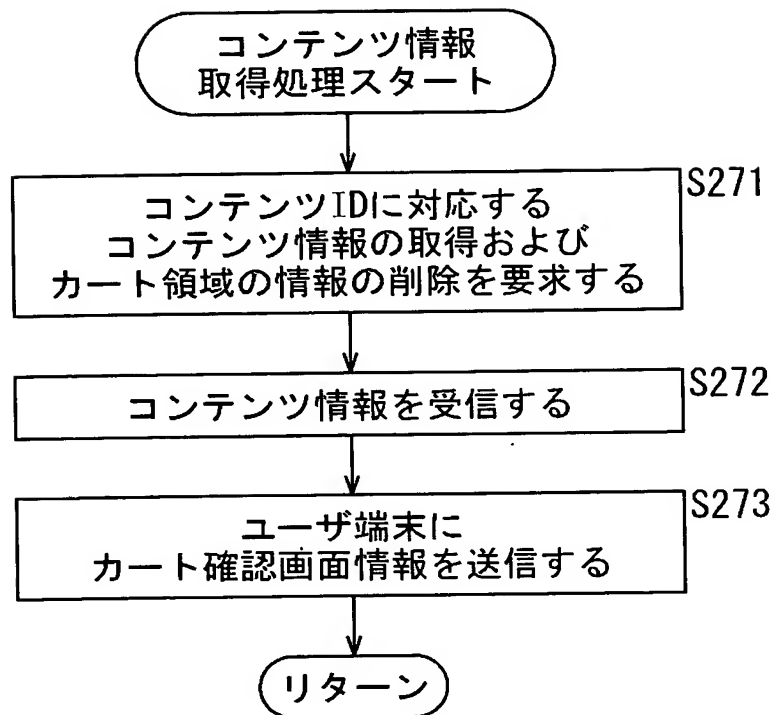 コンテンツ情報
取得処理スタート
S271
コンテンツIDに対応する
コンテンツ情報の取得および
カート領域の情報の削除を要求する
S272
コンテンツ情報を受信する
S273
ユーザ端末に
カート確認画面情報を送信する
リターン